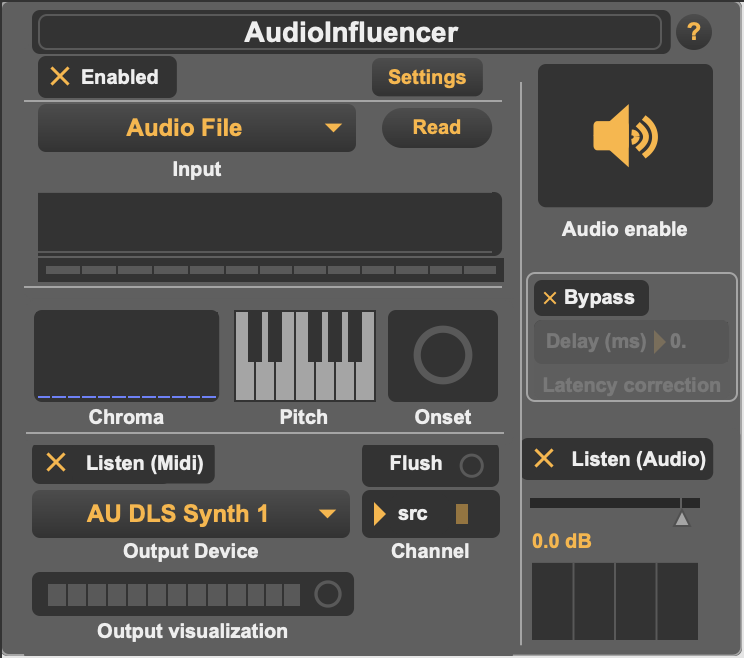 AudioInfluencer
?
Enabled
Settings
Audio File
Read
Input
Audio enable
Bypass
Delay (ms) 0.
Latency correction
Chroma
Pitch
Onset
Listen (Midi)
Flush
Listen (Audio)
AU DLS Synth 1
src
Output Device
Channel
0.0 dB
Output visualization